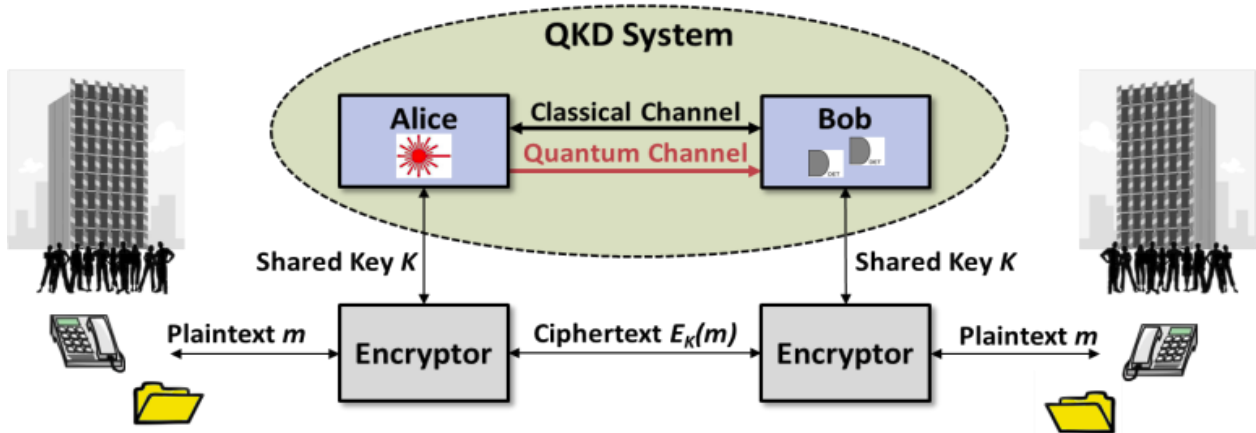 QKD System
Alice
Classical Channel
Bob
Quantum Channel
DET
DET
Shared Key K
Shared Key K
Plaintext m
Encryptor
Ciphertext E_K(m)
Encryptor
Plaintext m